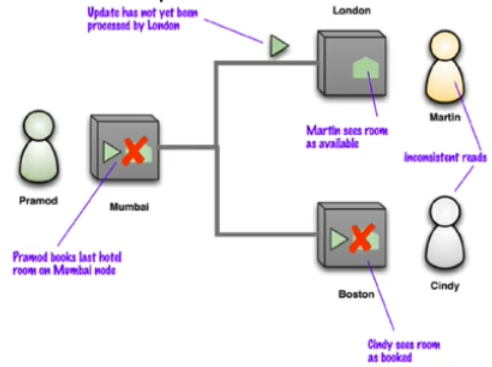 Update has not yet been
processed by London
London
Martin
Martin sees room
as available
inconsistent reads
Pramod
Mumbai
Pramod books last hotel
room on Mumbai node
Boston
Cindy
Cindy sees room
as booked